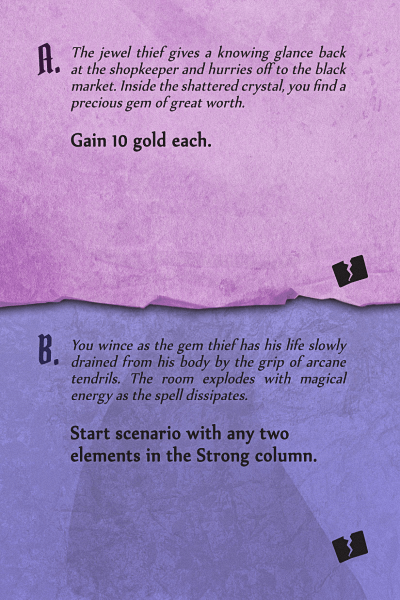 A. The jewel thief gives a knowing glance back
at the shopkeeper and hurries off to the black
market. Inside the shattered crystal, you find a
precious gem of great worth.
Gain 10 gold each.
B. You wince as the gem thief has his life slowly
drained from his body by the grip of arcane
tendrils. The room explodes with magical
energy as the spell dissipates.
Start scenario with any two
elements in the Strong column.